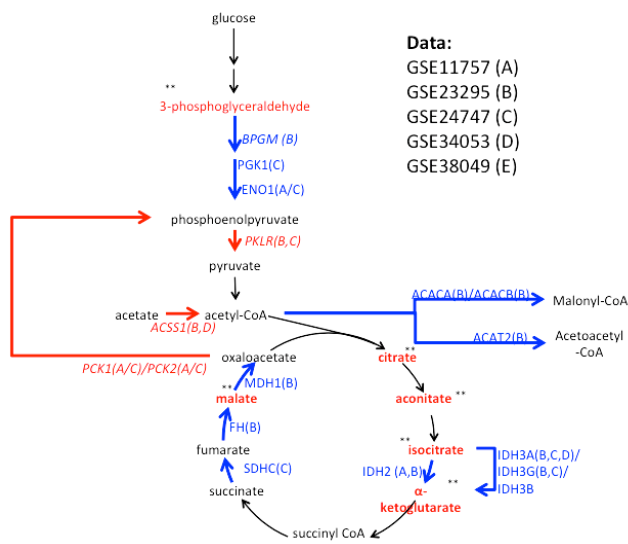 glucose
Data:
GSE11757 (A)
GSE23295 (B)
GSE24747 (C)
GSE34053 (D)
GSE38049 (E)
**
3-phosphoglyceraldehyde
BPGM (B)
PGK1(C)
ENO1(A/C)
phosphoenolpyruvate
PKLR(B,C)
pyruvate
ACACA(B)/ACACB(B)
Malonyl-CoA
acetate
ACSS1(B,D)
acetyl-CoA
ACAT2(B)
Acetoacetyl
-CoA
PCK1(A/C)/PCK2(A/C)
oxaloacetate
citrate**
MDH1(B)
**
malate
aconitate **
FH(B)
fumarate
SDHC(C)
succinate
**
isocitrate
IDH2 (A,B)
IDH3A(B,C,D)/
IDH3G(B,C)/
IDH3B
**
α-
ketoglutarate
succinyl CoA